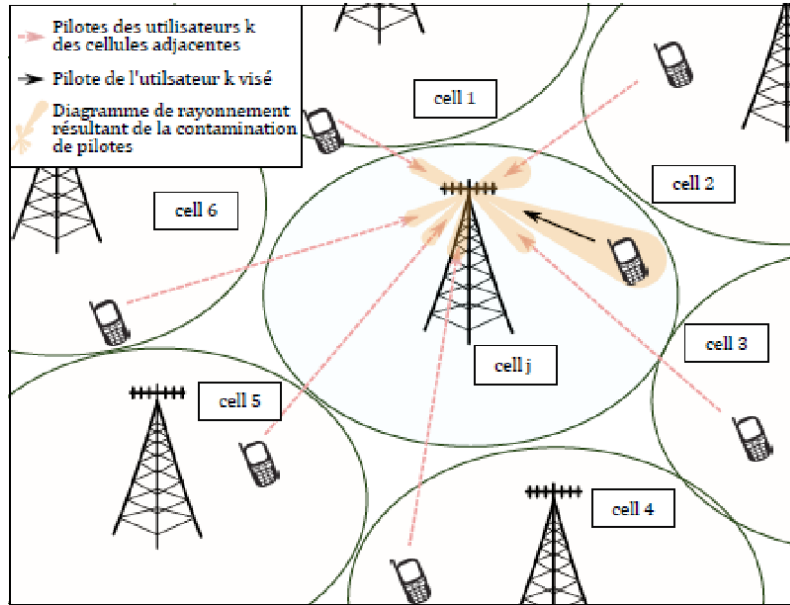 Pilotes des utilisateurs k
des cellules adjacentes
Pilote de l'utilsateur k visé
Diagramme de rayonnement
résultant de la contamination
de pilotes
cell 1
cell 2
cell 6
cell 3
cell j
cell 5
cell 4